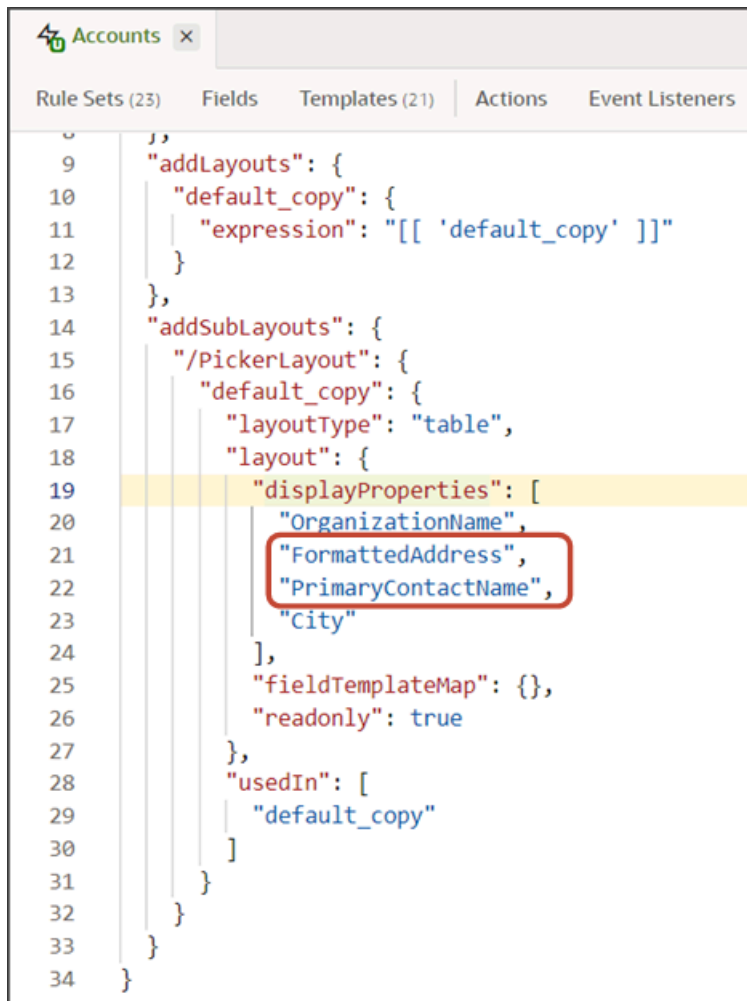 Accounts ×
Rule Sets (23) Fields Templates (21) Actions Event Listeners
8 },
9 "addLayouts": {
10 "default_copy": {
11 "expression": "[[ 'default_copy' ]]"
12 }
13 },
14 "addSubLayouts": {
15 "/PickerLayout": {
16 "default_copy": {
17 "layoutType": "table",
18 "layout": {
19 "displayProperties": [
20 "OrganizationName",
21 "FormattedAddress",
22 "PrimaryContactName",
23 "City"
24 ],
25 "fieldTemplateMap": {},
26 "readonly": true
27 },
28 "usedIn": [
29 "default_copy"
30 ]
31 }
32 }
33 }
34 }